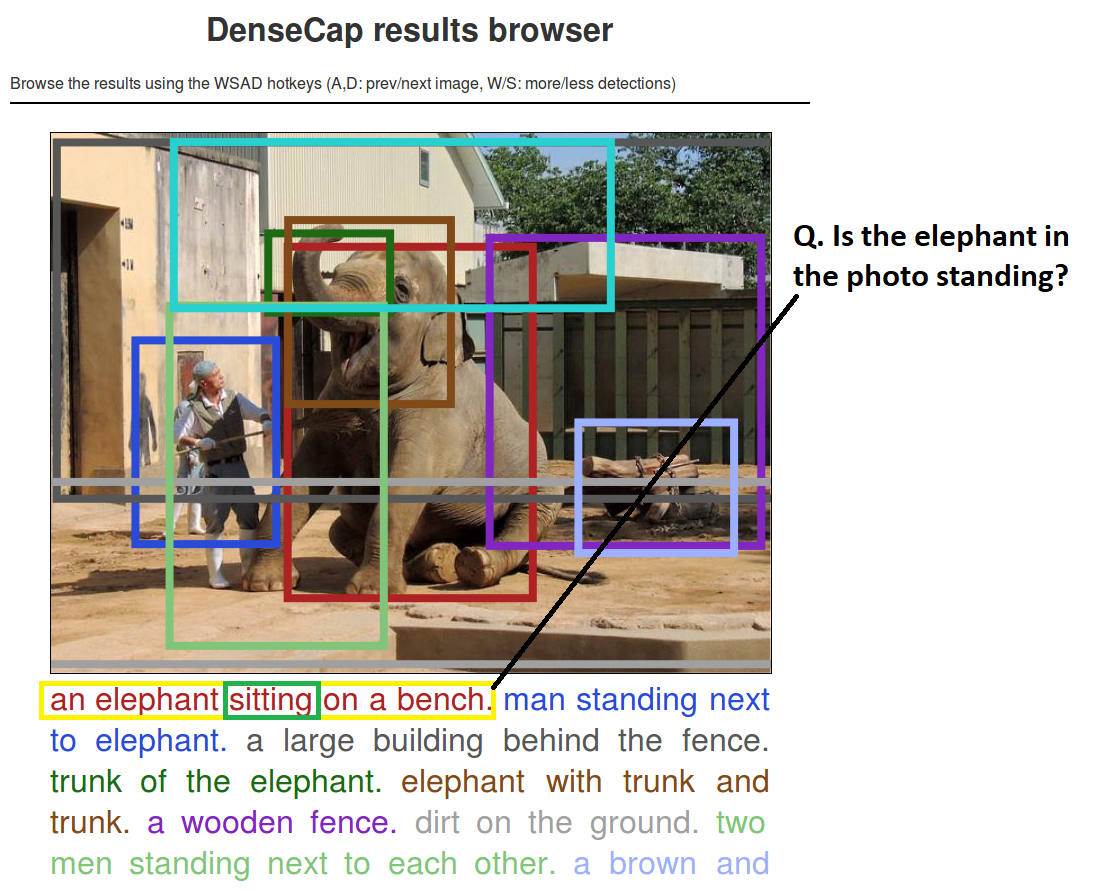 DenseCap results browser
Browse the results using the WSAD hotkeys (A,D: prev/next image, W/S: more/less detections)
Q. Is the elephant in
the photo standing?
an elephant sitting on a bench. man standing next
to elephant. a large building behind the fence.
trunk of the elephant. elephant with trunk and
trunk. a wooden fence. dirt on the ground. two
men standing next to each other. a brown and